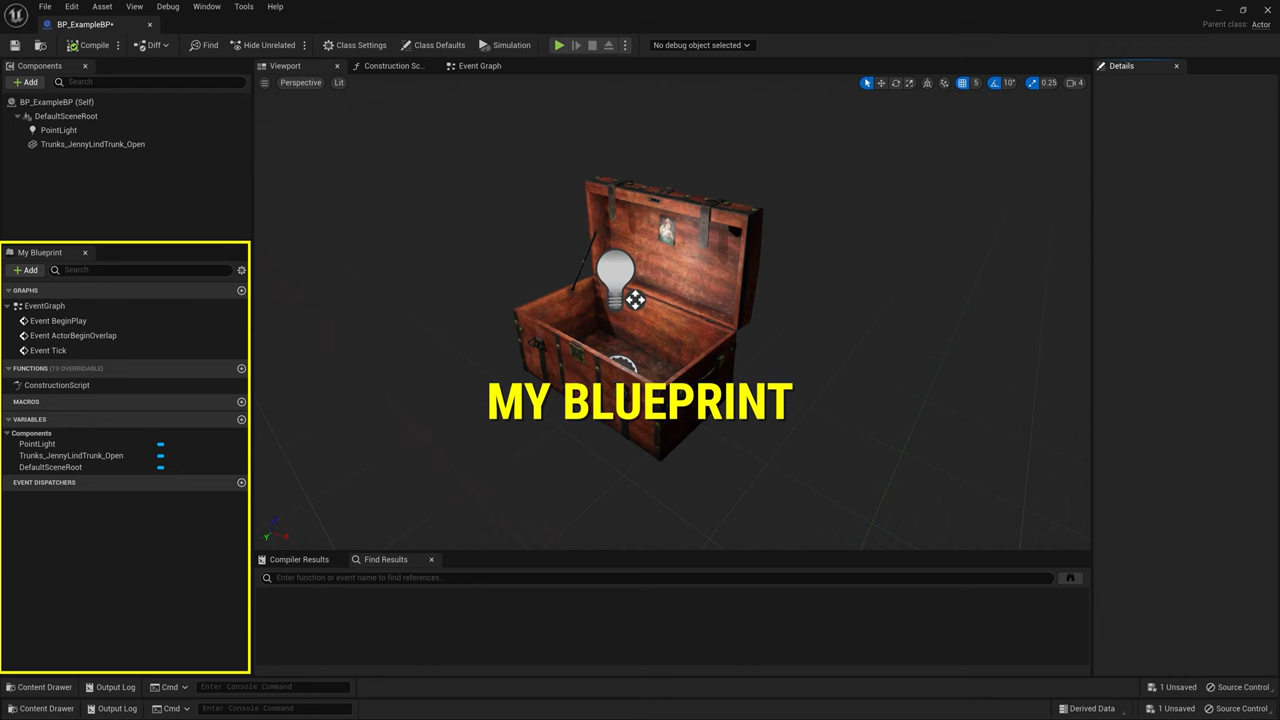 File Edit Asset View Debug Window Tools Help
BP_ExampleBP*
Parent class: Actor
Compile Diff Find Hide Unrelated Class Settings Class Defaults Simulation No debug object selected
Components
Viewport
Construction Sc...
Event Graph
Details
Add Search
Perspective Lit
5 10° 0.25 4
BP_ExampleBP (Self)
DefaultSceneRoot
PointLight
Trunks_JennyLindTrunk_Open
My Blueprint
Add Search
GRAPHS
EventGraph
Event BeginPlay
Event ActorBeginOverlap
Event Tick
FUNCTIONS (19 OVERRIDABLE)
ConstructionScript
MACROS
VARIABLES
Components
PointLight
Trunks_JennyLindTrunk_Open
DefaultSceneRoot
EVENT DISPATCHERS
MY BLUEPRINT
Z
Y X
Compiler Results Find Results
Enter function or event name to find references...
Content Drawer Output Log Cmd Enter Console Command 1 Unsaved Source Control
Content Drawer Output Log Cmd Enter Console Command Derived Data 1 Unsaved Source Control